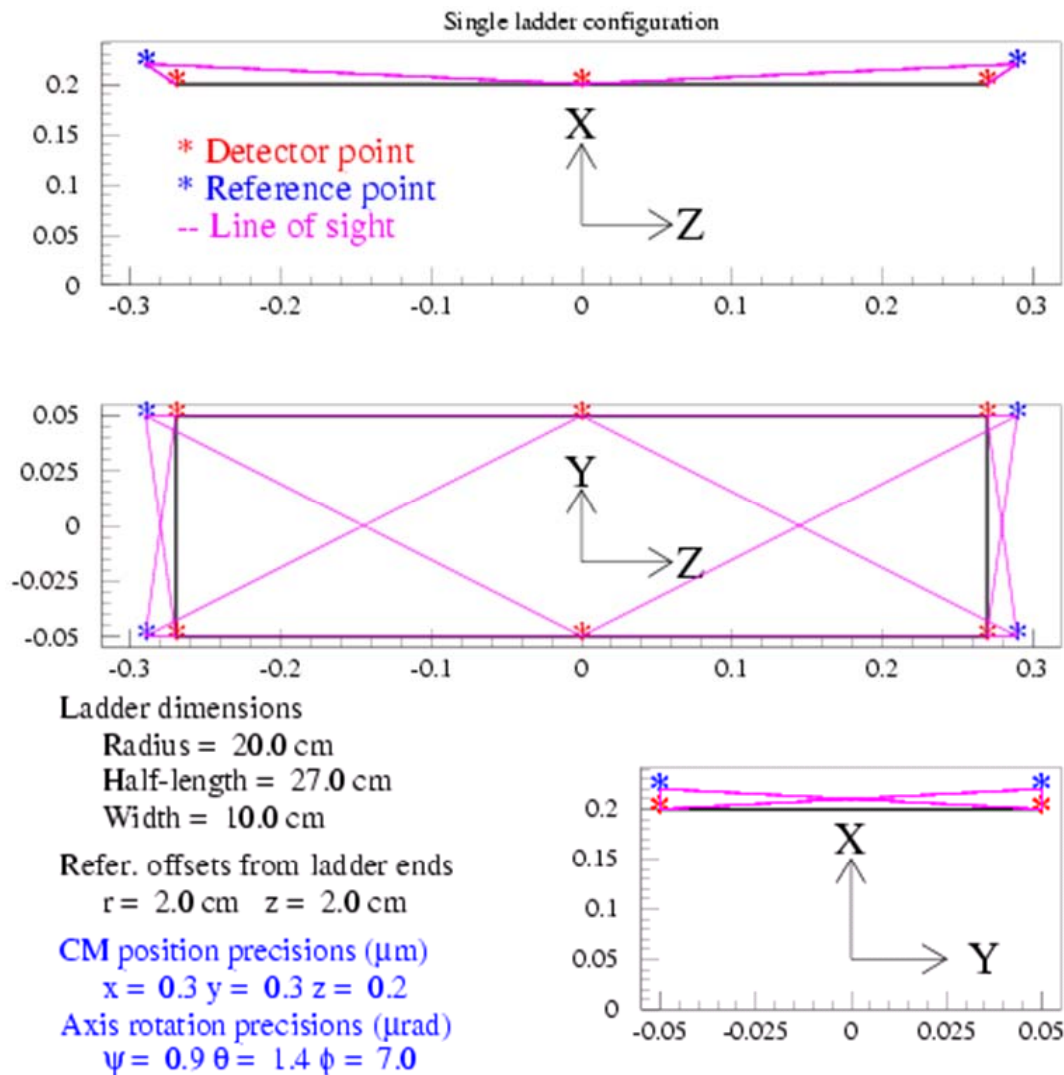 Single ladder configuration
0.2
0.15
0.1
0.05
0
X
Z
* Detector point
* Reference point
-- Line of sight
-0.3 -0.2 -0.1 0 0.1 0.2 0.3
0.05
0.025
0
-0.025
-0.05
Y
Z
-0.3 -0.2 -0.1 0 0.1 0.2 0.3
Ladder dimensions
Radius = 20.0 cm
Half-length = 27.0 cm
Width = 10.0 cm
Refer. offsets from ladder ends
r = 2.0 cm z = 2.0 cm
CM position precisions (μm)
x = 0.3 y = 0.3 z = 0.2
Axis rotation precisions (μrad)
ψ = 0.9 θ = 1.4 ϕ = 7.0
0.2
0.15
0.1
0.05
0
X
Y
-0.05 -0.025 0 0.025 0.05